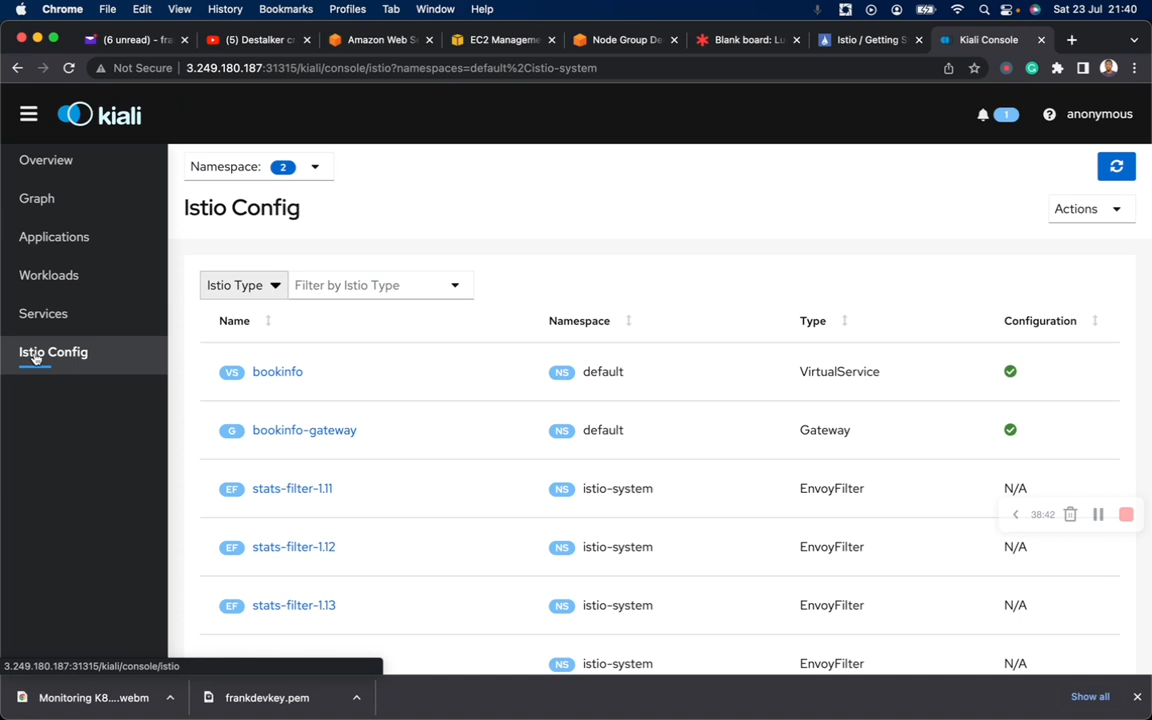 Chrome File Edit View History Bookmarks Profiles Tab Window Help Sat 23 Jul 21:40
(6 unread) - fra (5) Destalker cr Amazon Web S EC2 Manageme Node Group De Blank board: Lu Istio / Getting S Kiali Console
Not Secure 3.249.180.187:31315/kiali/console/istio?namespaces=default%2Cistio-system
kiali 1 anonymous
Overview
Graph
Applications
Workloads
Services
Istio Config
Namespace: 2
Istio Config
Actions
Istio Type Filter by Istio Type
Name Namespace Type Configuration
VS bookinfo NS default VirtualService
G bookinfo-gateway NS default Gateway
EF stats-filter-1.11 NS istio-system EnvoyFilter N/A
38:42
EF stats-filter-1.12 NS istio-system EnvoyFilter N/A
EF stats-filter-1.13 NS istio-system EnvoyFilter N/A
NS istio-system EnvoyFilter N/A
3.249.180.187:31315/kiali/console/istio
Monitoring K8....webm frankdevkey.pem Show all